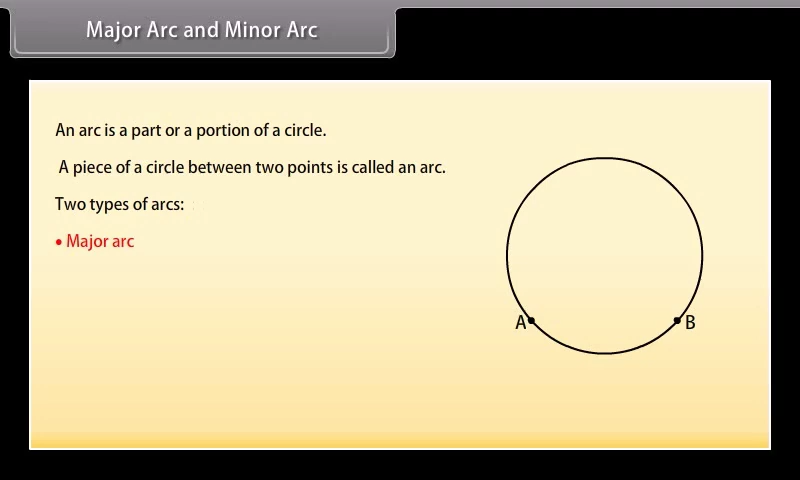 Major Arc and Minor Arc
An arc is a part or a portion of a circle.
A piece of a circle between two points is called an arc.
Two types of arcs:
• Major arc
A
B